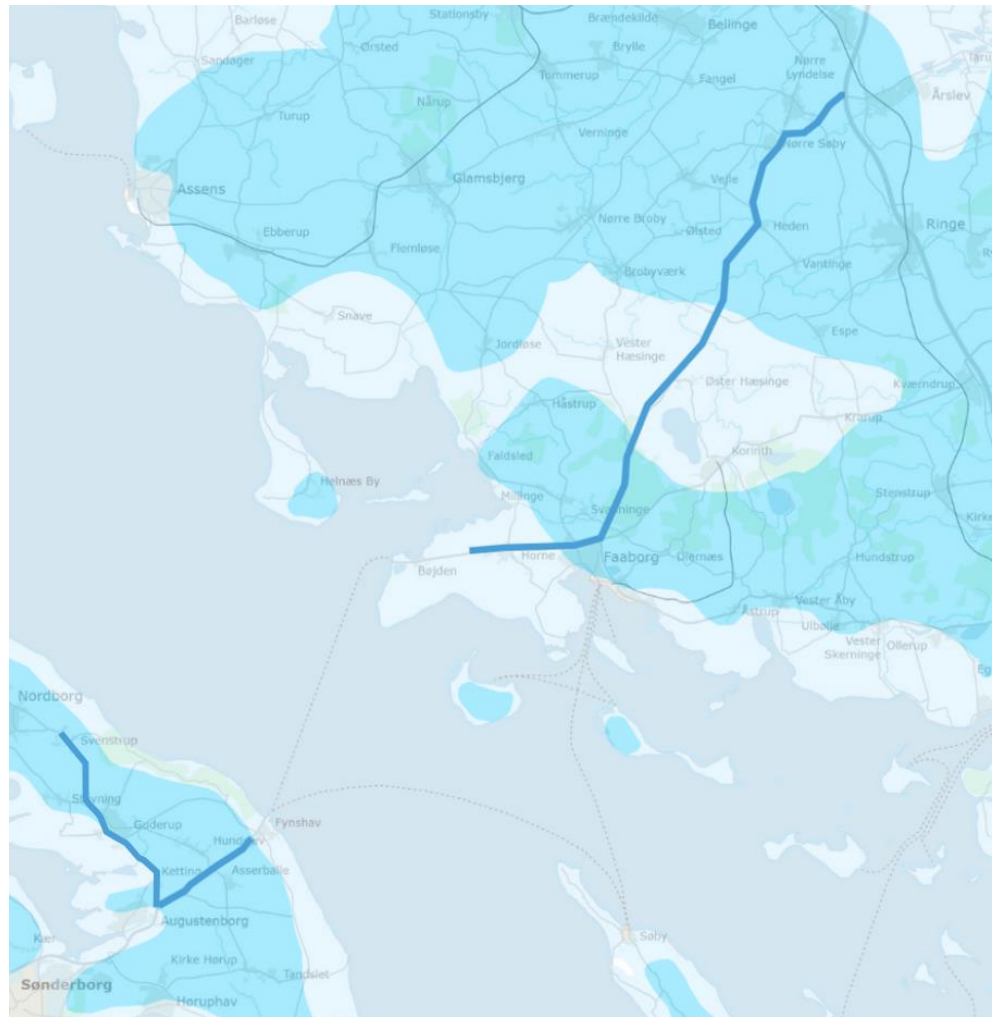 Stationsby
Brændekilde
Bellinge
Barløse
Sandager
Ørsted
Brylle
Nørre
Lyndelse
Tommerup
Fangel
Nårup
Årslev
Turup
Verninge
Nørre Søby
Assens
Glamsbjerg
Vejle
Nørre Broby
Ringe
Ebberup
Flemløse
Ølsted
Heden
Brobyværk
Vantinge
Snave
Jordløse
Vester
Hæsinge
Espe
Øster Hæsinge
Kværndrup
Håstrup
Krarup
Korinth
Faldsled
Helnæs By
Millinge
Svanninge
Stenstrup
Kirke
Horne
Faaborg
Diernæs
Hundstrup
Bøjden
Vester Åby
Åstrup
Ulbølle
Vester
Skerninge
Ollerup
Nordborg
Svenstrup
Stevning
Guderup
Fynshav
Hundslev
Ketting
Asserballe
Augustenborg
Kær
Søby
Kirke Hørup
Tandslet
Sønderborg
Høruphav